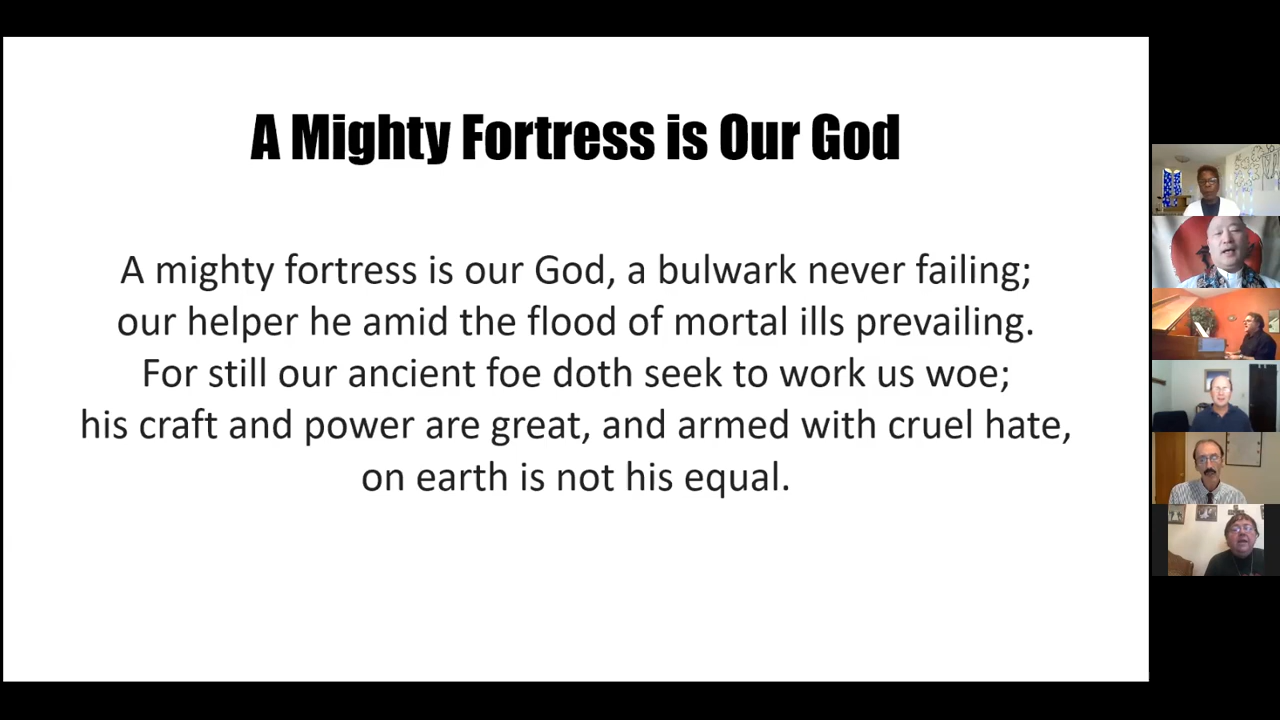 A Mighty Fortress is Our God
A mighty fortress is our God, a bulwark never failing;
our helper he amid the flood of mortal ills prevailing.
For still our ancient foe doth seek to work us woe;
his craft and power are great, and armed with cruel hate,
on earth is not his equal.